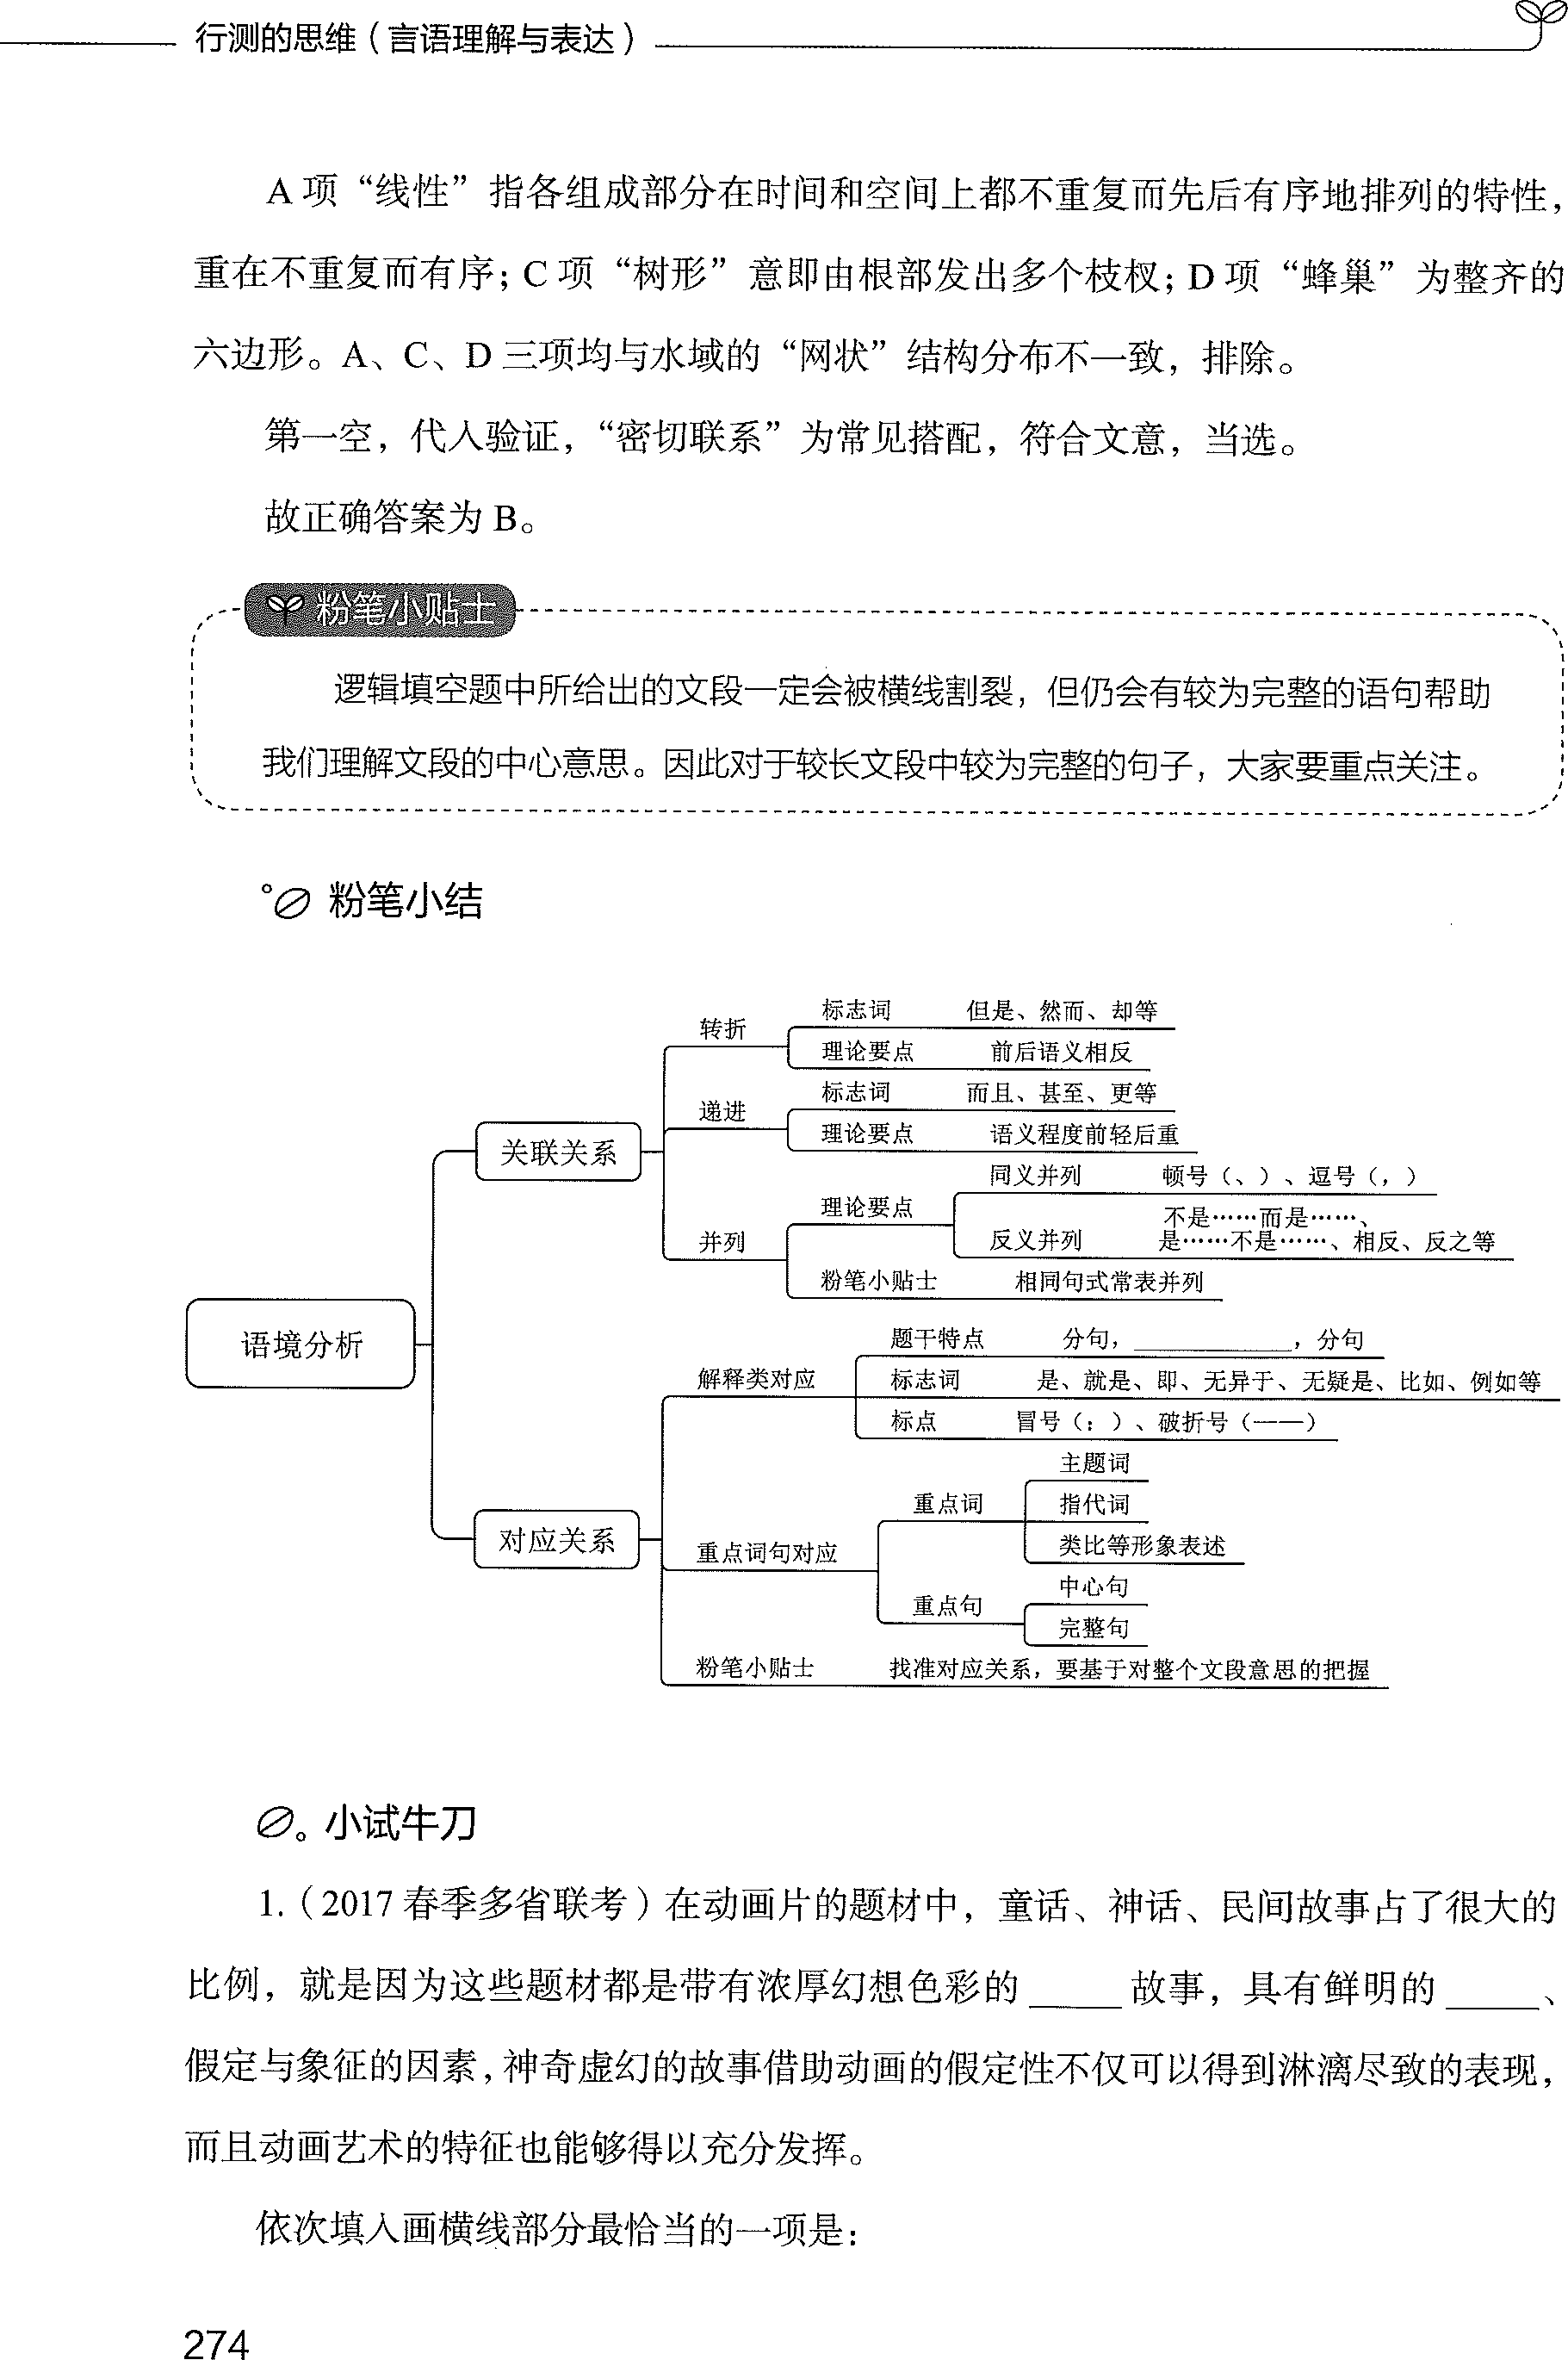 行测的思维（言语理解与表达）
A 项“线性”指各组成部分在时间和空间上都不重复而先后有序地排列的特性，
重在不重复而有序；C 项“树形”意即由根部发出多个枝杈；D 项“蜂巢”为整齐的
六边形。A、C、D 三项均与水域的“网状”结构分布不一致，排除。
第一空，代入验证，“密切联系”为常见搭配，符合文意，当选。
故正确答案为 B。
粉笔小贴士
逻辑填空题中所给出的文段一定会被横线割裂，但仍会有较为完整的语句帮助
我们理解文段的中心意思。因此对于较长文段中较为完整的句子，大家要重点关注。
粉笔小结
语境分析
关联关系
转折
标志词 但是、然而、却等
理论要点 前后语义相反
递进
标志词 而且、甚至、更等
理论要点 语义程度前轻后重
并列
理论要点
同义并列 顿号（、）、逗号（，）
反义并列
不是……而是……、
是……不是……、相反、反之等
粉笔小贴士 相同句式常表并列
对应关系
解释类对应
题干特点 分句，＿＿＿＿＿＿，分句
标志词 是、就是、即、无异于、无疑是、比如、例如等
标点 冒号（：）、破折号（——）
重点词句对应
重点词
主题词
指代词
类比等形象表述
重点句
中心句
完整句
粉笔小贴士 找准对应关系，要基于对整个文段意思的把握
小试牛刀
1.（2017 春季多省联考）在动画片的题材中，童话、神话、民间故事占了很大的
比例，就是因为这些题材都是带有浓厚幻想色彩的 _____ 故事，具有鲜明的 _____、
假定与象征的因素，神奇虚幻的故事借助动画的假定性不仅可以得到淋漓尽致的表现，
而且动画艺术的特征也能够得以充分发挥。
依次填入画横线部分最恰当的一项是：
274